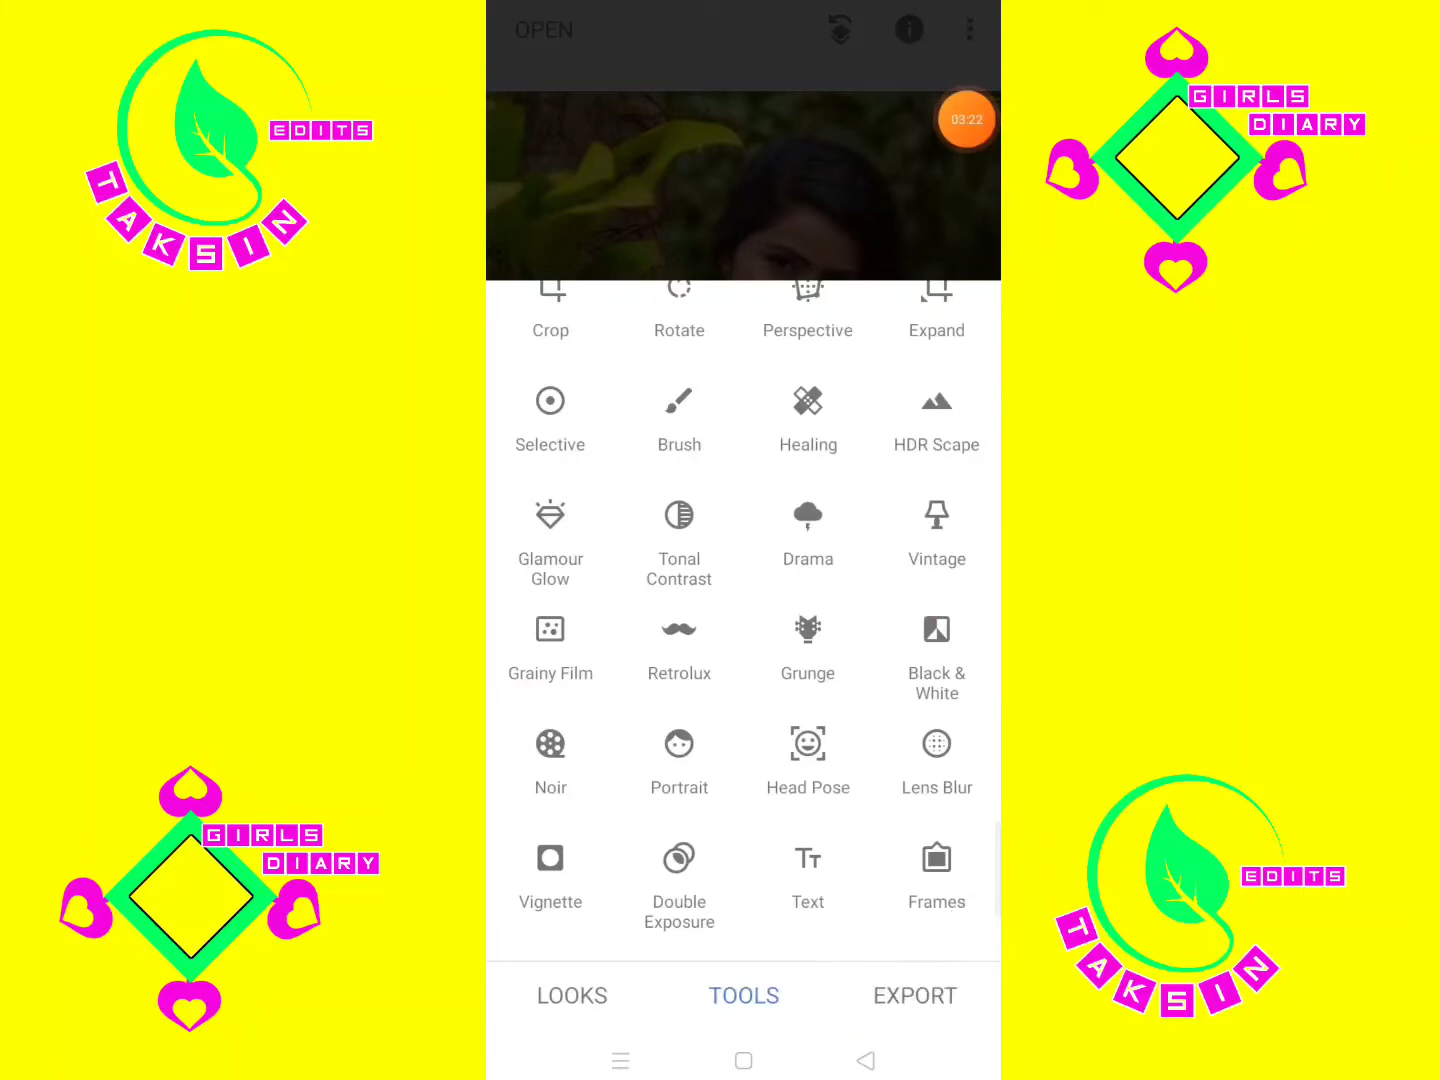 OPEN
03:22
EDITS
TAKSIN
GIRLS
DIARY
Crop
Rotate
Perspective
Expand
Selective
Brush
Healing
HDR Scape
Glamour
Glow
Tonal
Contrast
Drama
Vintage
Grainy Film
Retrolux
Grunge
Black &
White
Noir
Portrait
Head Pose
Lens Blur
Vignette
Double
Exposure
Text
Frames
LOOKS
TOOLS
EXPORT
GIRLS
DIARY
EDITS
TAKSIN